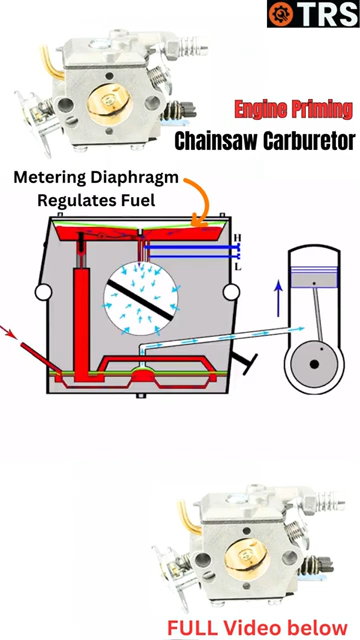 TRS
Engine Priming
Chainsaw Carburetor
Metering Diaphragm
Regulates Fuel
H
L
FULL Video below